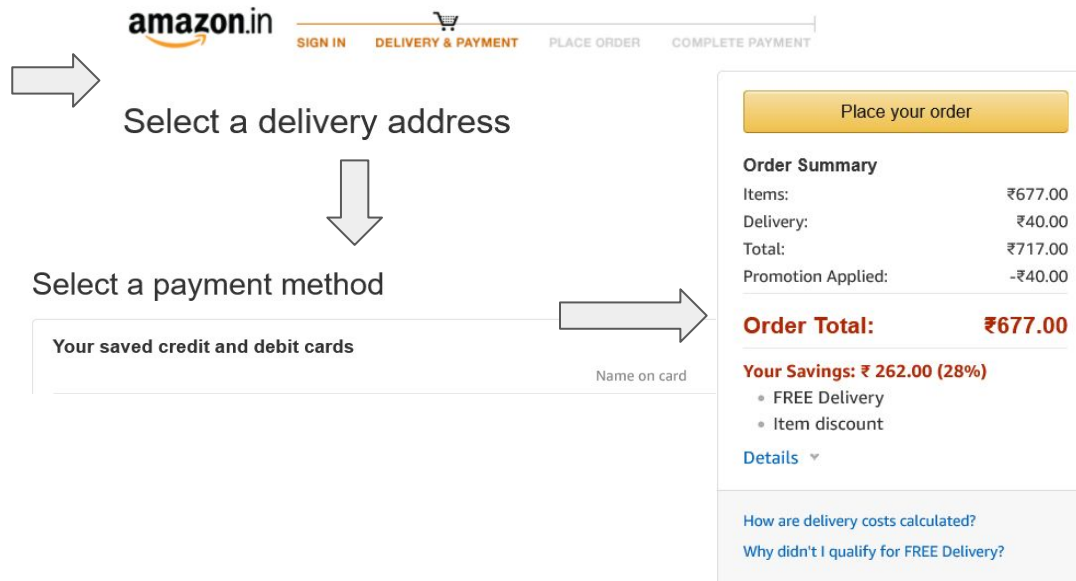 amazon.in
SIGN IN DELIVERY & PAYMENT PLACE ORDER COMPLETE PAYMENT
Select a delivery address
Select a payment method
Your saved credit and debit cards
Name on card
Place your order
Order Summary
Items: ₹677.00
Delivery: ₹40.00
Total: ₹717.00
Promotion Applied: -₹40.00
Order Total: ₹677.00
Your Savings: ₹ 262.00 (28%)
FREE Delivery
Item discount
Details
How are delivery costs calculated?
Why didn't I qualify for FREE Delivery?